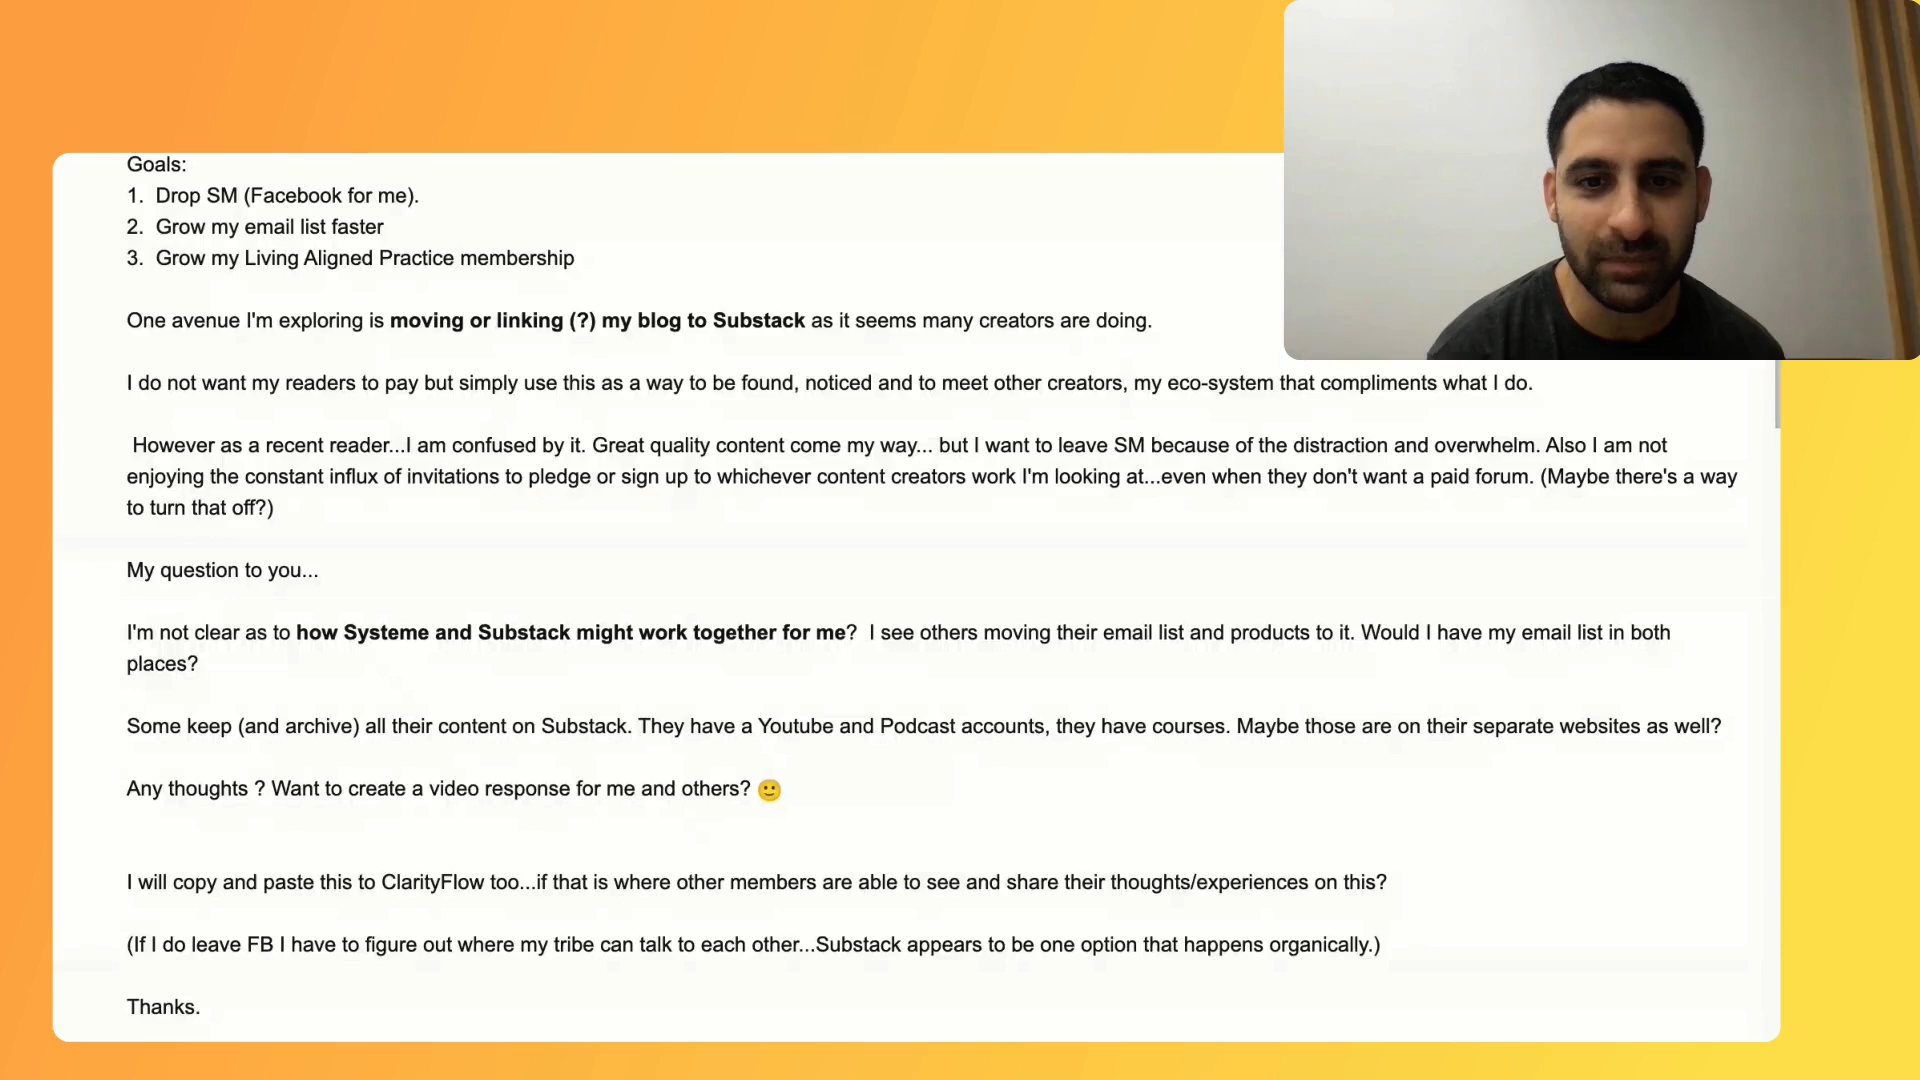 Goals:
1. Drop SM (Facebook for me).
2. Grow my email list faster
3. Grow my Living Aligned Practice membership
One avenue I'm exploring is moving or linking (?) my blog to Substack as it seems many creators are doing.
I do not want my readers to pay but simply use this as a way to be found, noticed and to meet other creators, my eco-system that compliments what I do.
However as a recent reader...I am confused by it. Great quality content come my way... but I want to leave SM because of the distraction and overwhelm. Also I am not
enjoying the constant influx of invitations to pledge or sign up to whichever content creators work I'm looking at...even when they don't want a paid forum. (Maybe there's a way
to turn that off?)
My question to you...
I'm not clear as to how Systeme and Substack might work together for me? I see others moving their email list and products to it. Would I have my email list in both
places?
Some keep (and archive) all their content on Substack. They have a Youtube and Podcast accounts, they have courses. Maybe those are on their separate websites as well?
Any thoughts ? Want to create a video response for me and others? 🙂
I will copy and paste this to ClarityFlow too...if that is where other members are able to see and share their thoughts/experiences on this?
(If I do leave FB I have to figure out where my tribe can talk to each other...Substack appears to be one option that happens organically.)
Thanks.